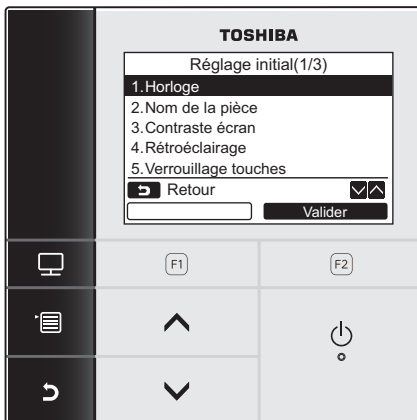 TOSHIBA
Réglage initial(1/3)
1.Horloge
2.Nom de la pièce
3.Contraste écran
4.Rétroéclairage
5.Verrouillage touches
Retour
Valider
F1
F2